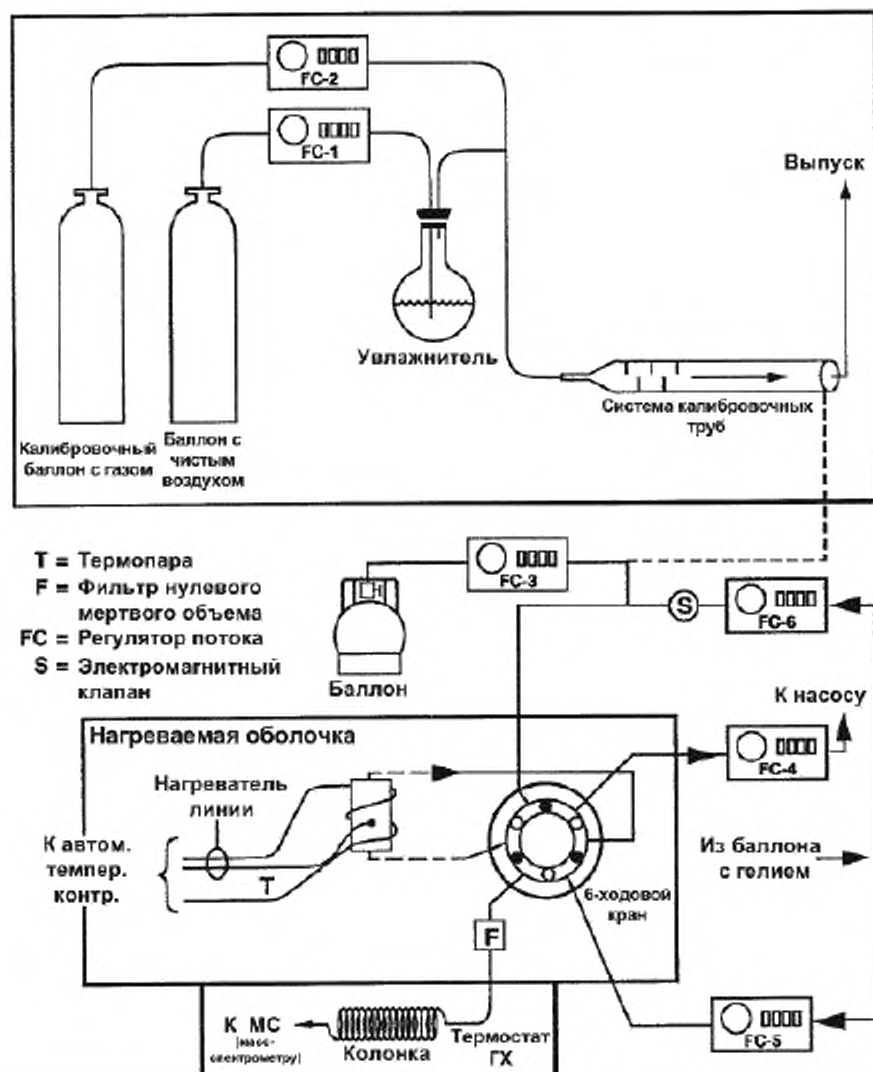 FC-2
FC-1
Выпуск
Увлажнитель
Система калибровочных
труб
Калибровочный
баллон с газом
Баллон с
чистым
воздухом
T = Термопара
F = Фильтр нулевого
мертвого объема
FC = Регулятор потока
S = Электромагнитный
клапан
FC-3
S
FC-6
Баллон
К насосу
FC-4
Нагреваемая оболочка
Нагреватель
линии
К автом.
темпер.
контр.
T
Из баллона
с гелием
6-ходовой
кран
F
FC-5
К МС
(масс-
спектрометру)
Колонка
Термостат
ГХ